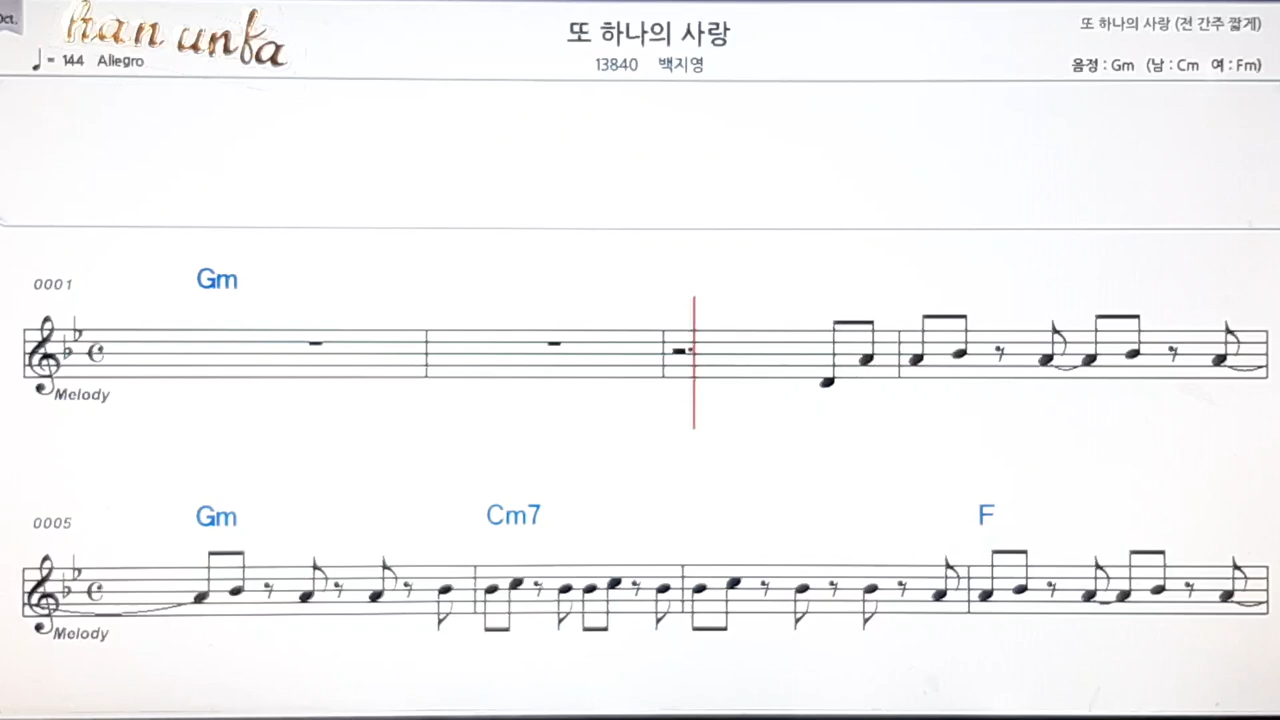 Oct.
han unfa
또 하나의 사랑
또 하나의 사랑 (전 간주 짧게)
♩= 144 Allegro
13840 백지영
음정 : Gm (남 : Cm 여 : Fm)
0001
Gm
Melody
0005
Gm Cm7 F
Melody